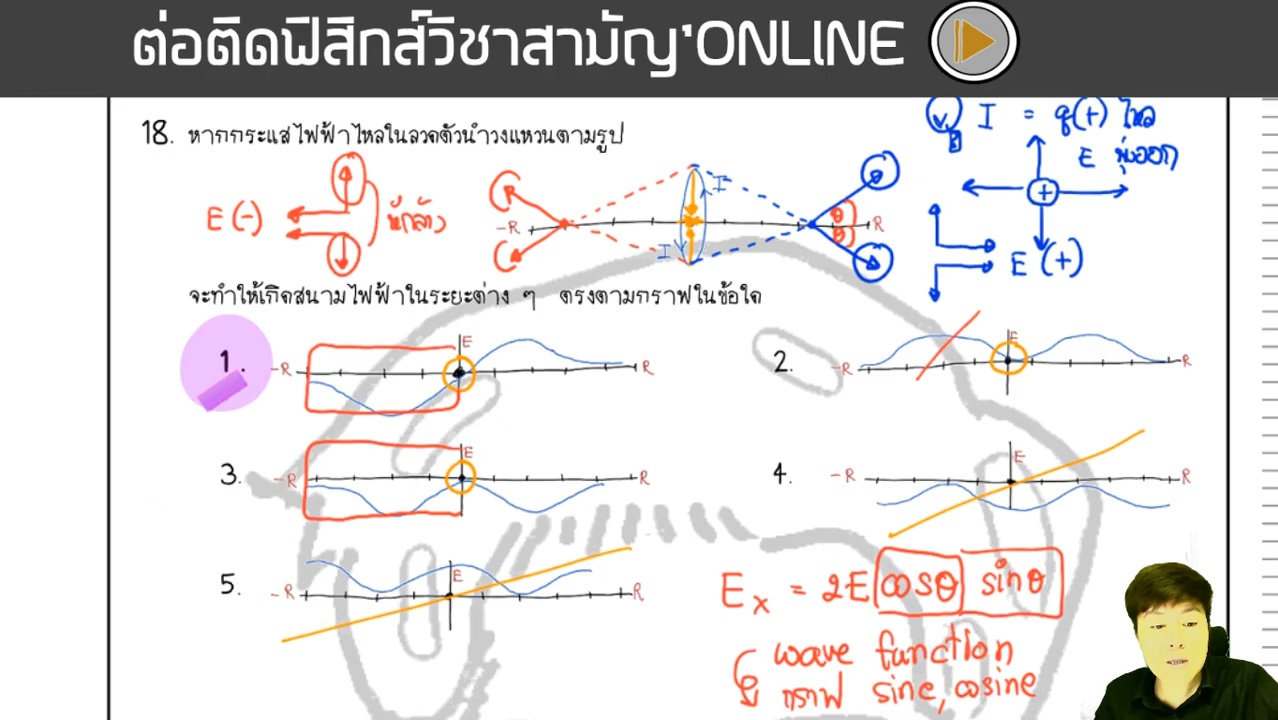 ต่อติดฟิสิกส์วิชาสามัญ'ONLINE
18. หากกระแสไฟฟ้าไหลในลวดตัวนำวงแหวนตามรูป
I = q(+) ไหล
E พุ่งออก
+
E (-)
หักล้าง
-R
I
I
θ
θ
R
E (+)
จะทำให้เกิดสนามไฟฟ้าในระยะต่าง ๆ ตรงตามกราฟในข้อใด
1. -R E R
2. -R E R
3. -R E R
4. -R E R
5. -R E R
Ex = 2E cosθ sinθ
wave function
กราฟ sine, cosine